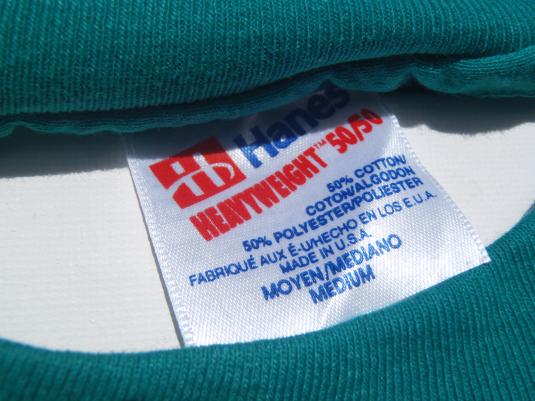 Hanes
HEAVYWEIGHT™ 50/50
50% COTTON/
COTON/ALGODON
50% POLYESTER/POLIESTER
FABRIQUÉ AUX É-U/HECHO EN LOS E.U.A.
MADE IN U.S.A.
MOYEN/MEDIANO
MEDIUM